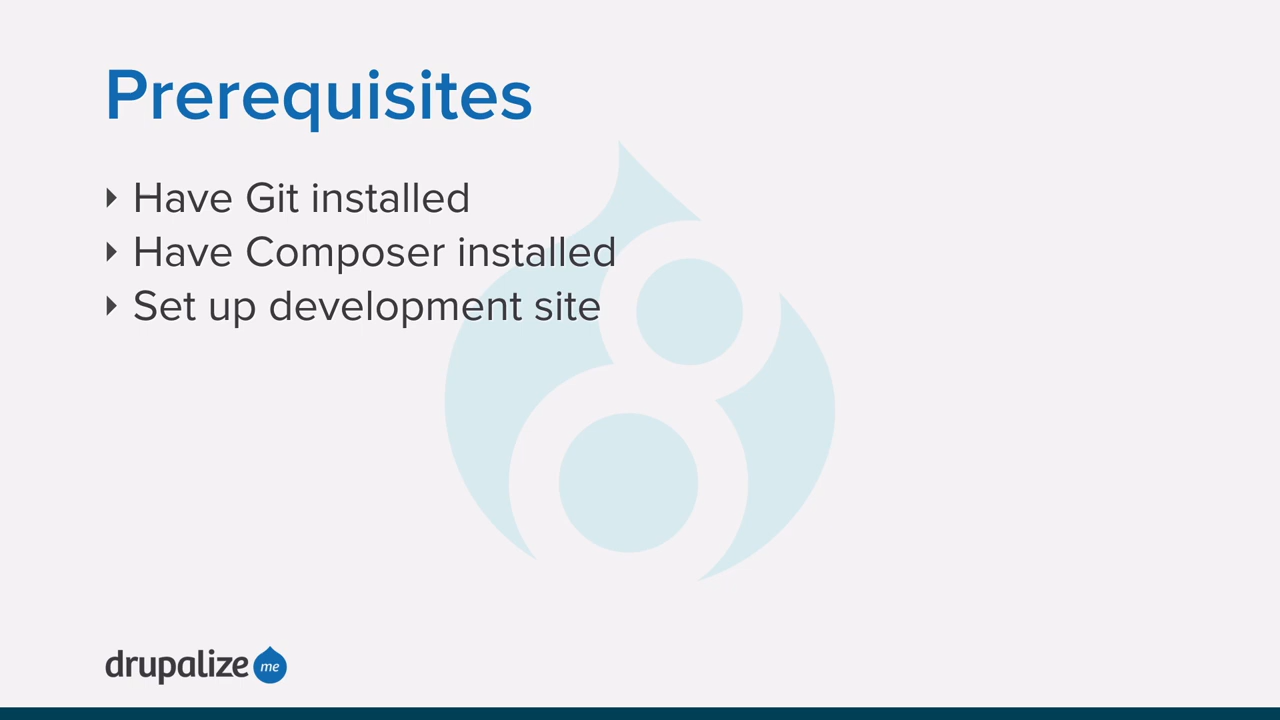 Prerequisites
Have Git installed
Have Composer installed
Set up development site
drupalize me